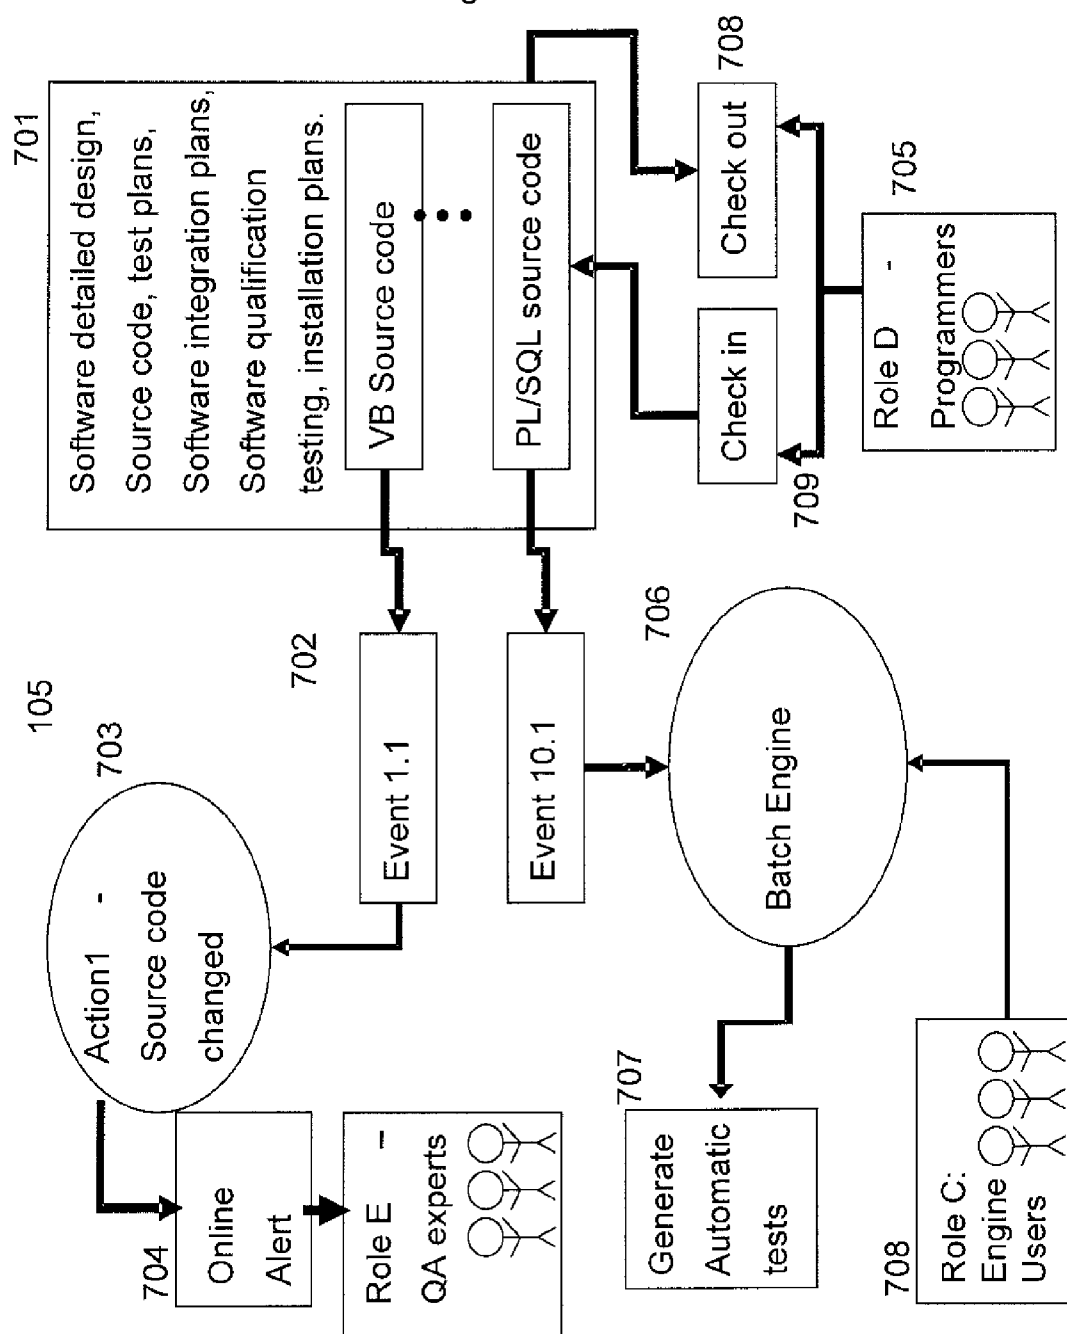 g
105
701
Software detailed design,
Source code, test plans,
Software integration plans,
Software qualification
testing, installation plans.
VB Source code
PL/SQL source code
708
Check out
Check in
709
705
Role D -
Programmers
702
Event 1.1
Event 10.1
703
Action1 -
Source code
changed
704
Online
Alert
Role E –
QA experts
706
Batch Engine
707
Generate
Automatic
tests
708
Role C:
Engine
Users